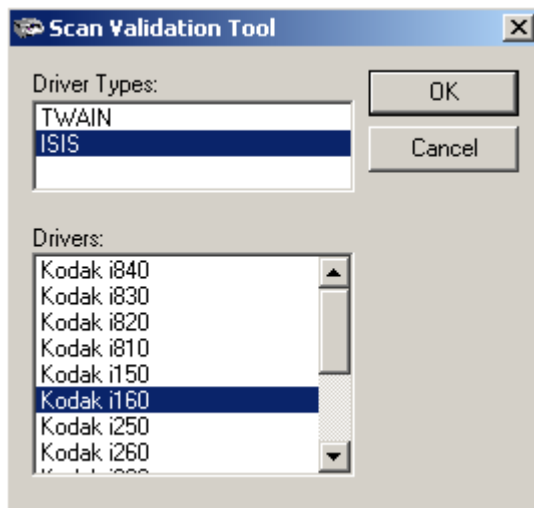 Scan Validation Tool
Driver Types:
TWAIN
ISIS
OK
Cancel
Drivers:
Kodak i840
Kodak i830
Kodak i820
Kodak i810
Kodak i150
Kodak i160
Kodak i250
Kodak i260